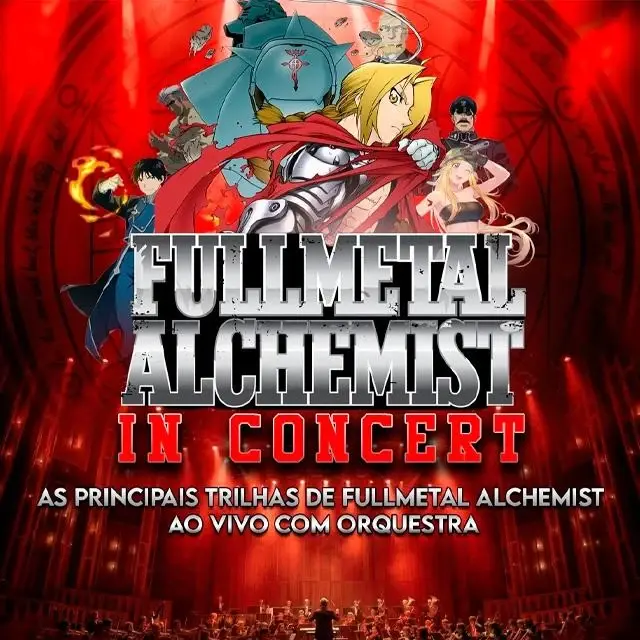 FULLMETAL
ALCHEMIST
IN CONCERT
AS PRINCIPAIS TRILHAS DE FULLMETAL ALCHEMIST
AO VIVO COM ORQUESTRA